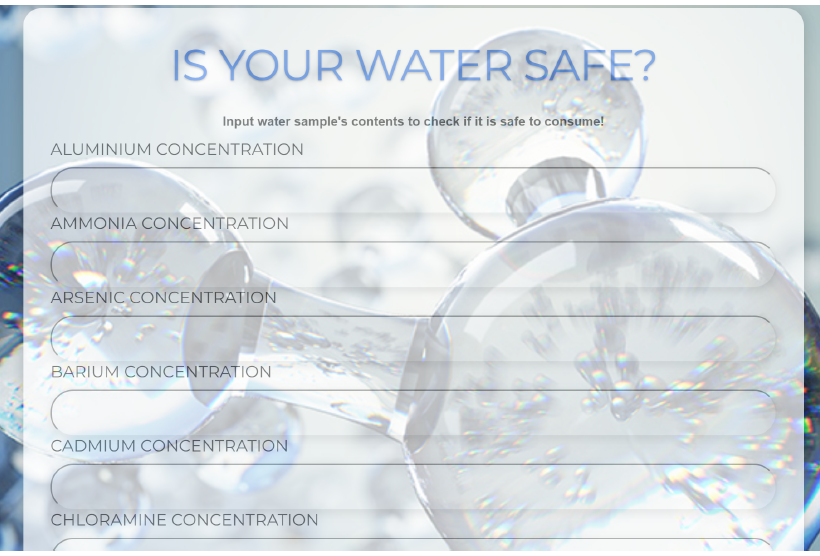 IS YOUR WATER SAFE?
Input water sample's contents to check if it is safe to consume!
ALUMINIUM CONCENTRATION
AMMONIA CONCENTRATION
ARSENIC CONCENTRATION
BARIUM CONCENTRATION
CADMIUM CONCENTRATION
CHLORAMINE CONCENTRATION